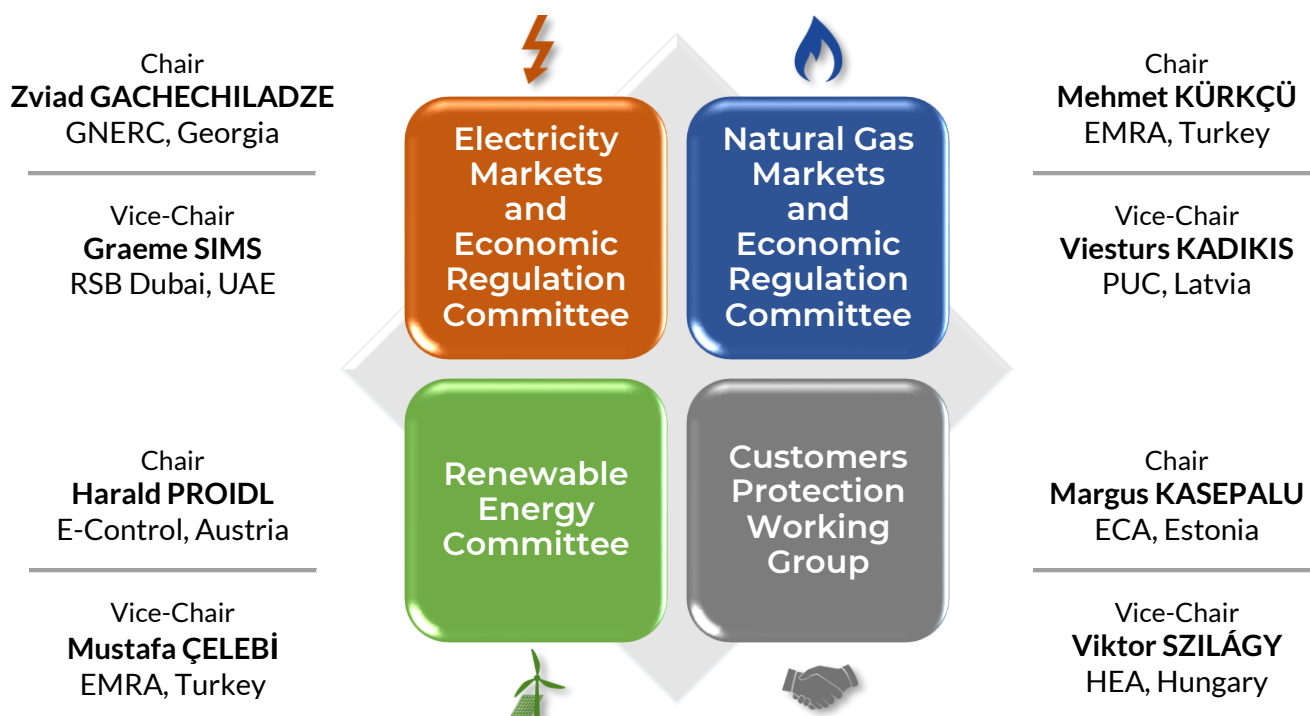 Chair
Zviad GACHECHILADZE
GNERC, Georgia
Vice-Chair
Graeme SIMS
RSB Dubai, UAE
Electricity
Markets
and
Economic
Regulation
Committee
Natural Gas
Markets
and
Economic
Regulation
Committee
Chair
Mehmet KÜRKÇÜ
EMRA, Turkey
Vice-Chair
Viesturs KADIKIS
PUC, Latvia
Chair
Harald PROIDL
E-Control, Austria
Vice-Chair
Mustafa ÇELEBİ
EMRA, Turkey
Renewable
Energy
Committee
Customers
Protection
Working
Group
Chair
Margus KASEPALU
ECA, Estonia
Vice-Chair
Viktor SZILÁGY
HEA, Hungary